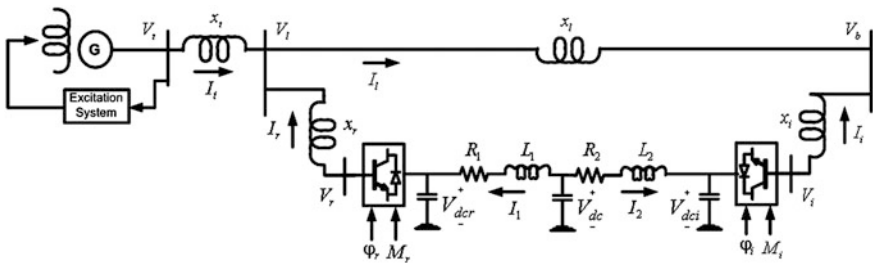 V_t x_t V_l x_l V_b
G
Excitation
System
I_t I_l
I_r x_r x_i I_i
R_1 L_1 R_2 L_2
V_r + + + V_i
V_dcr I_1 V_dc I_2 V_dci
- - -
φ_r M_r φ_i M_i